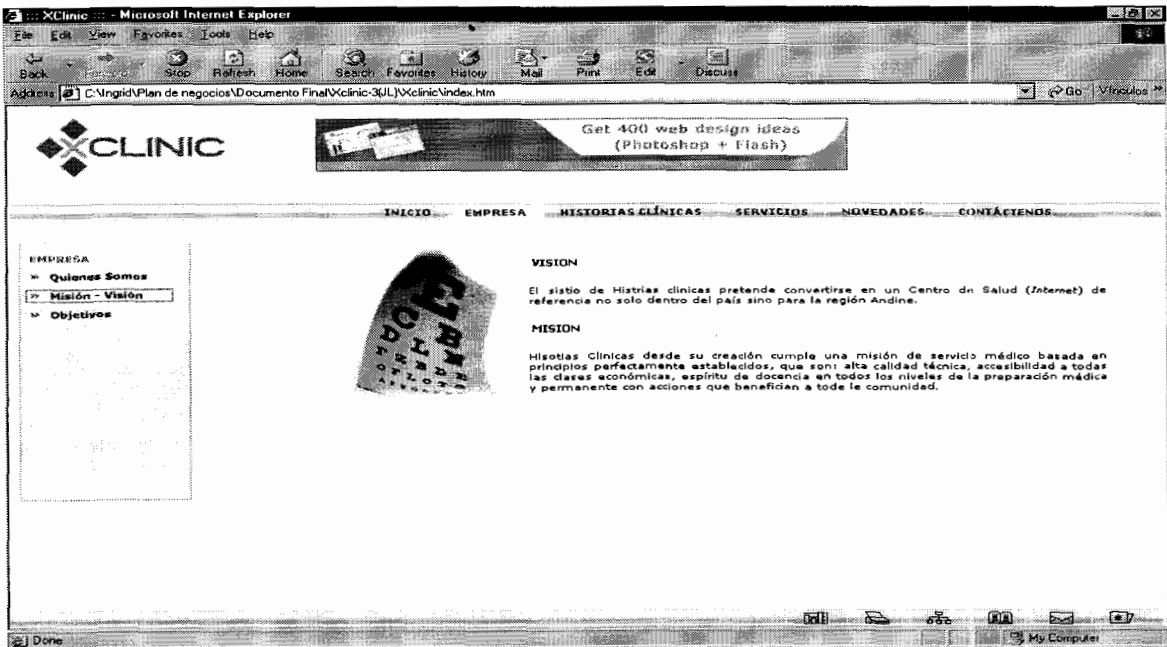 ::: XClinic ::: - Microsoft Internet Explorer
File Edit View Favorites Tools Help
Back Forward Stop Refresh Home Search Favorites History Mail Print Edit Discuss
Address C:\Ingrid\Plan de negocios\Documento Final\Xclinic-3(JL)\Xclinic\index.htm Go Vínculos »
XCLINIC
Get 400 web design ideas
(Photoshop + Flash)
INICIO EMPRESA HISTORIAS CLÍNICAS SERVICIOS NOVEDADES CONTÁCTENOS
EMPRESA
» Quienes Somos
» Misión - Visión
» Objetivos
VISION
El sistio de Histrias clinicas pretende convertirse en un Centro de Salud (Internet) de
referencia no solo dentro del país sino para la región Andine.
MISION
Hisotias Clinicas desde su creación cumple una misión de servicio médico basada en
principios perfectamente establecidos, que son: alta calidad técnica, accesibilidad a todas
las clases económicas, espíritu de docencia en todos los niveles de la preparación médica
y permanente con acciones que benefician a toda le comunidad.
Done My Computer